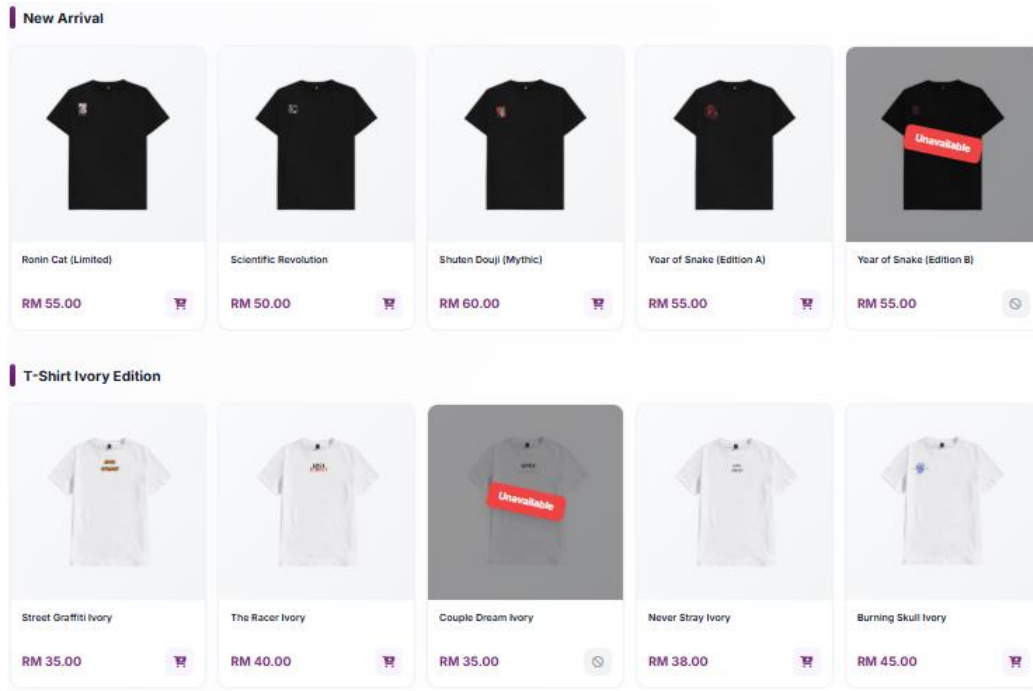 New Arrival
Unavailable
Ronin Cat (Limited)
Scientific Revolution
Shuten Douji (Mythic)
Year of Snake (Edition A)
Year of Snake (Edition B)
RM 55.00
RM 50.00
RM 60.00
RM 55.00
RM 55.00
T-Shirt Ivory Edition
Unavailable
Street Graffiti Ivory
The Racer Ivory
Couple Dream Ivory
Never Stray Ivory
Burning Skull Ivory
RM 35.00
RM 40.00
RM 35.00
RM 38.00
RM 45.00